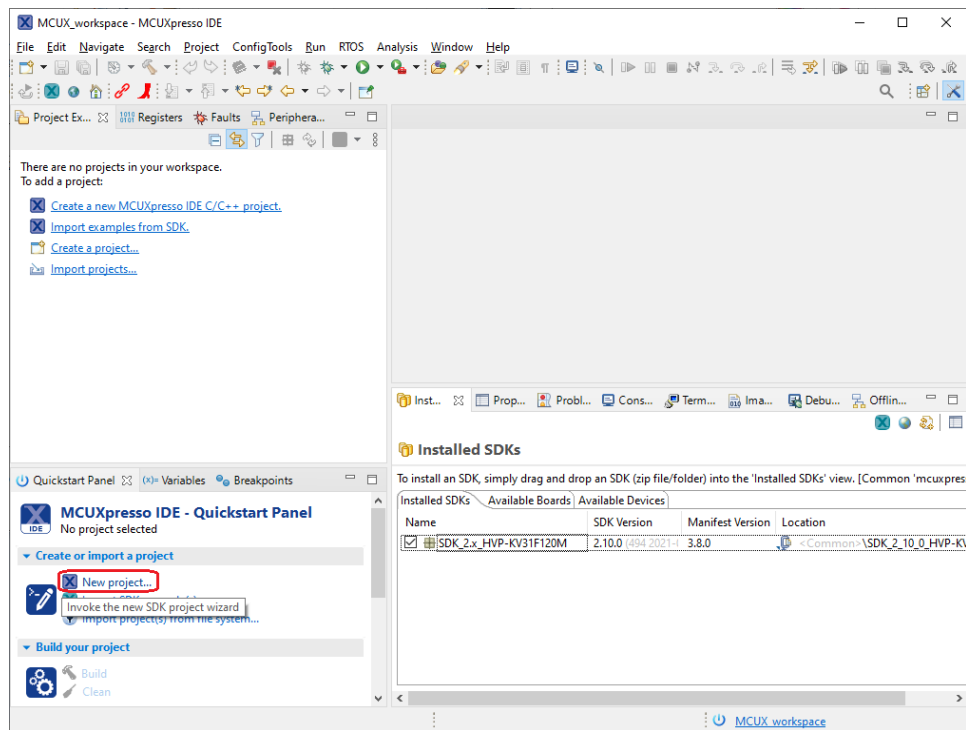 MCUX_workspace - MCUXpresso IDE
File Edit Navigate Search Project ConfigTools Run RTOS Analysis Window Help
Project Ex... Registers Faults Periphera...
There are no projects in your workspace.
To add a project:
Create a new MCUXpresso IDE C/C++ project.
Import examples from SDK.
Create a project...
Import projects...
Inst... Prop... Probl... Cons... Term... Ima... Debu... Offlin...
Installed SDKs
To install an SDK, simply drag and drop an SDK (zip file/folder) into the 'Installed SDKs' view. [Common 'mcuxpres
Installed SDKs Available Boards Available Devices
Name SDK Version Manifest Version Location
SDK_2.x_HVP-KV31F120M 2.10.0 (494 2021-( 3.8.0 <Common>\SDK_2_10_0_HVP-KV
Quickstart Panel (x)= Variables Breakpoints
IDE
MCUXpresso IDE - Quickstart Panel
No project selected
Create or import a project
New project...
Invoke the new SDK project wizard
Import project(s) from file system...
Build your project
Build
Clean
MCUX_workspace